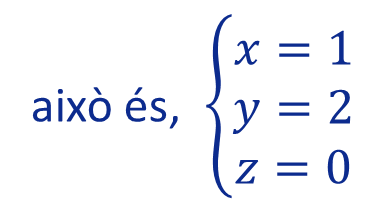 x = 1
això és, y = 2
z = 0